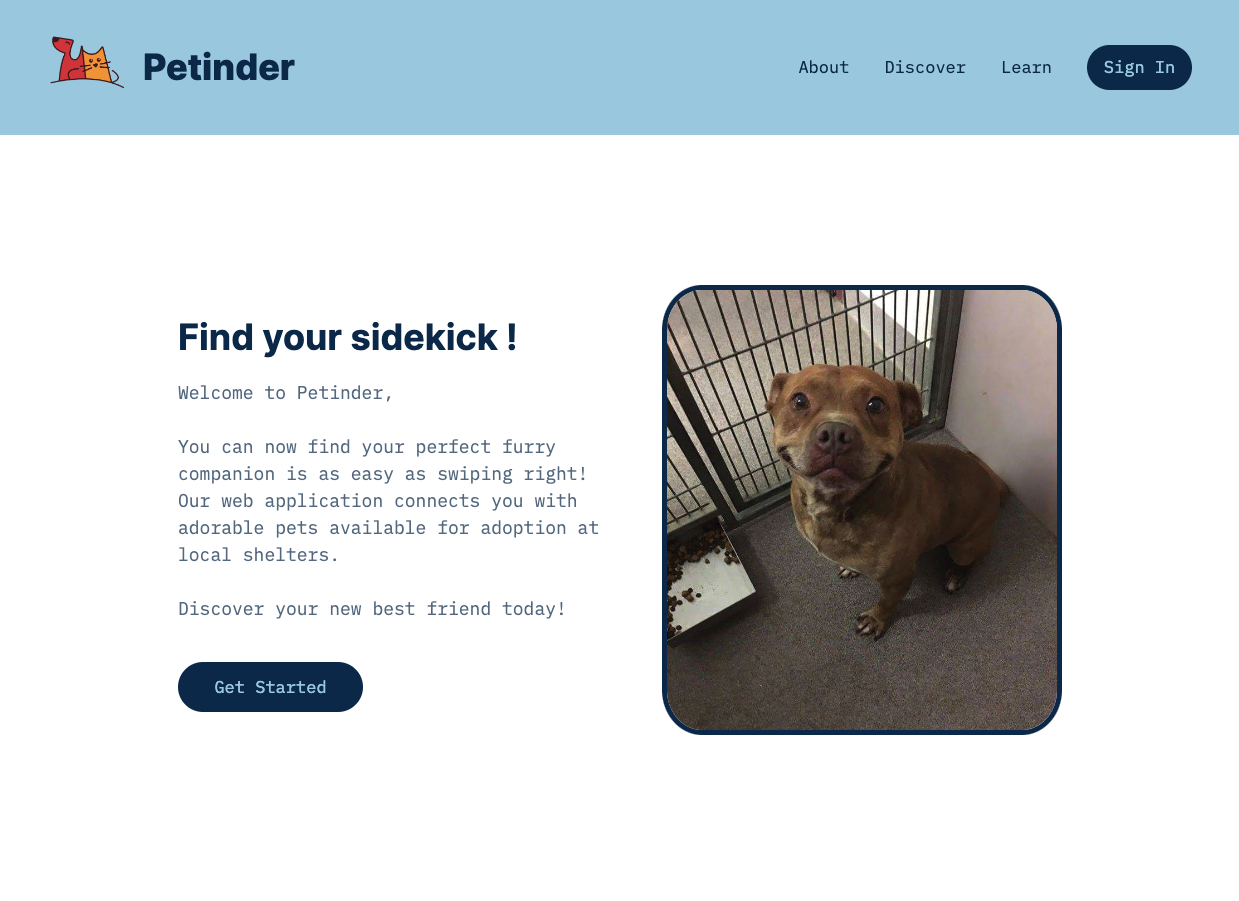 Petinder
About Discover Learn Sign In
Find your sidekick !
Welcome to Petinder,
You can now find your perfect furry
companion is as easy as swiping right!
Our web application connects you with
adorable pets available for adoption at
local shelters.
Discover your new best friend today!
Get Started